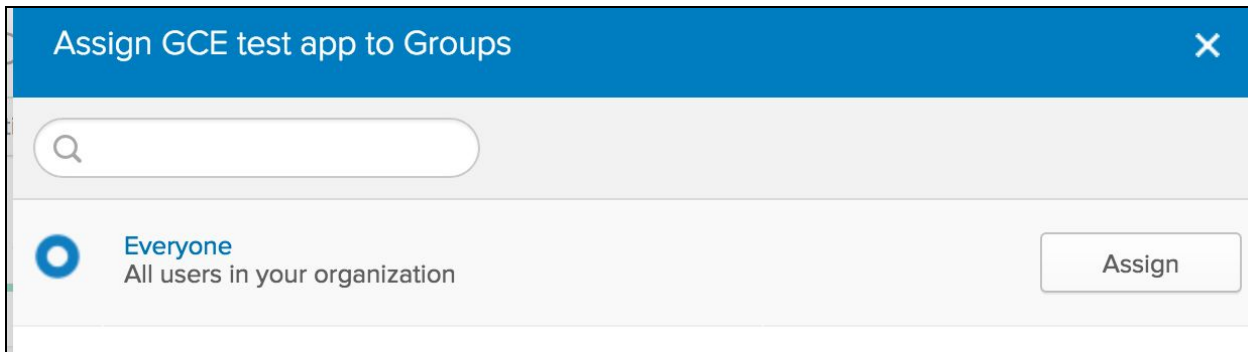 Assign GCE test app to Groups
Everyone
All users in your organization
Assign